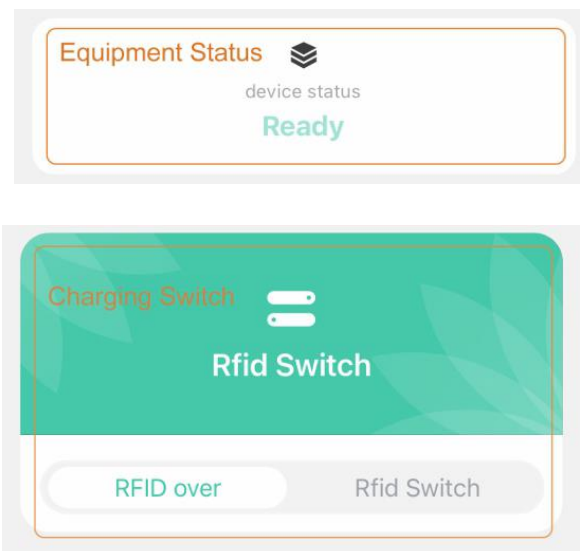 Equipment Status
device status
Ready
Charging Switch
Rfid Switch
RFID over Rfid Switch